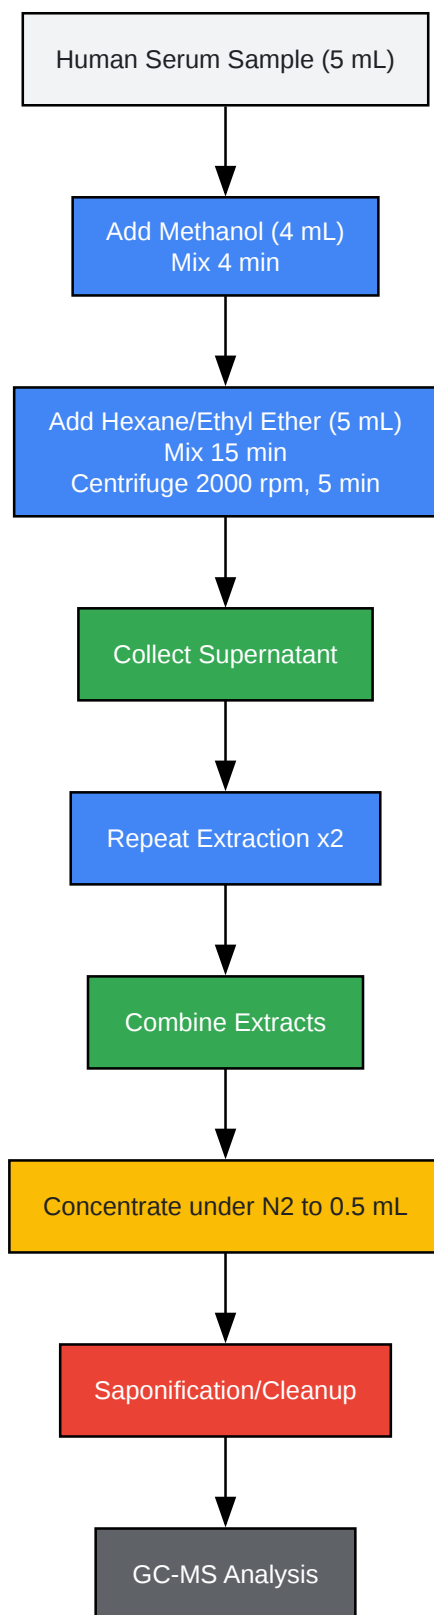 Human Serum Sample (5 mL)
Add Methanol (4 mL)
Mix 4 min
Add Hexane/Ethyl Ether (5 mL)
Mix 15 min
Centrifuge 2000 rpm, 5 min
Collect Supernatant
Repeat Extraction x2
Combine Extracts
Concentrate under N2 to 0.5 mL
Saponification/Cleanup
GC-MS Analysis